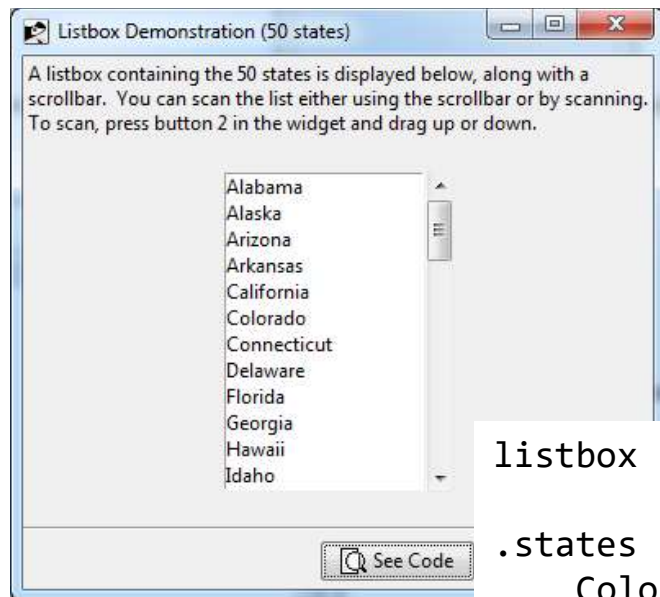 Listbox Demonstration (50 states)
A listbox containing the 50 states is displayed below, along with a
scrollbar. You can scan the list either using the scrollbar or by scanning.
To scan, press button 2 in the widget and drag up or down.
Alabama
Alaska
Arizona
Arkansas
California
Colorado
Connecticut
Delaware
Florida
Georgia
Hawaii
Idaho
See Code
listbox
.states
Colo